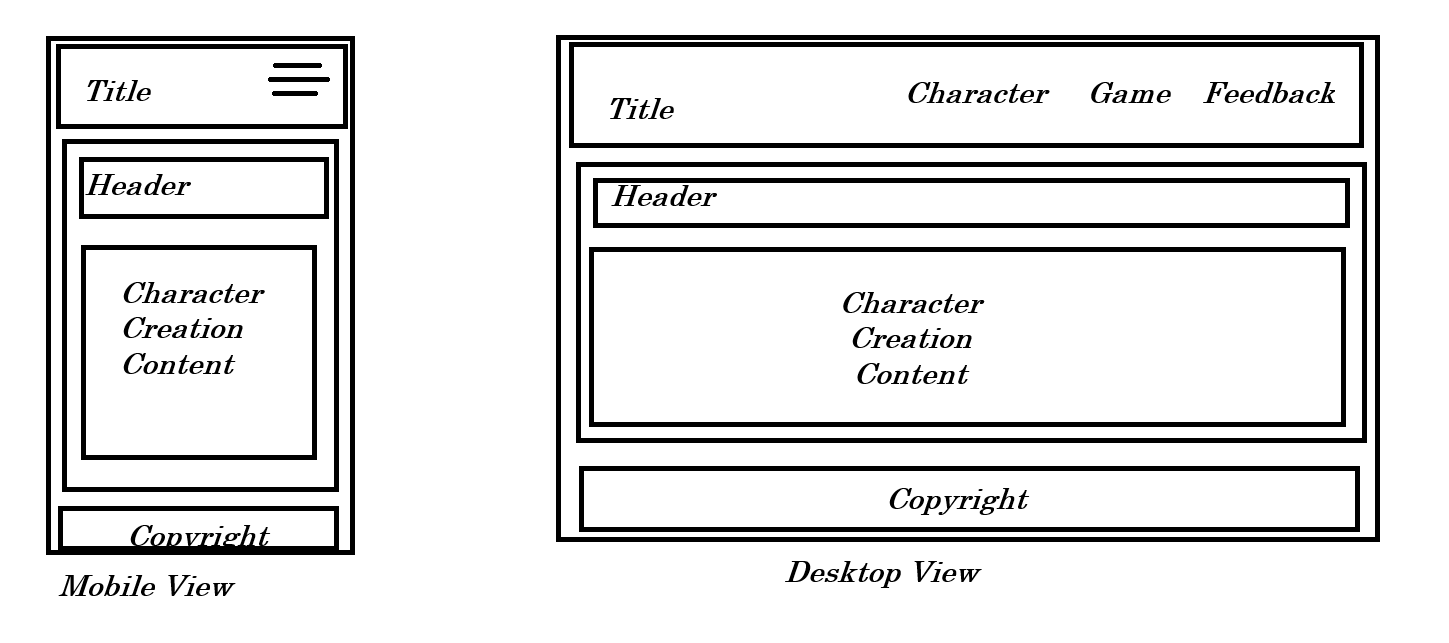 Title
Header
Character
Creation
Content
Copyright
Mobile View
Title
Character Game Feedback
Header
Character
Creation
Content
Copyright
Desktop View